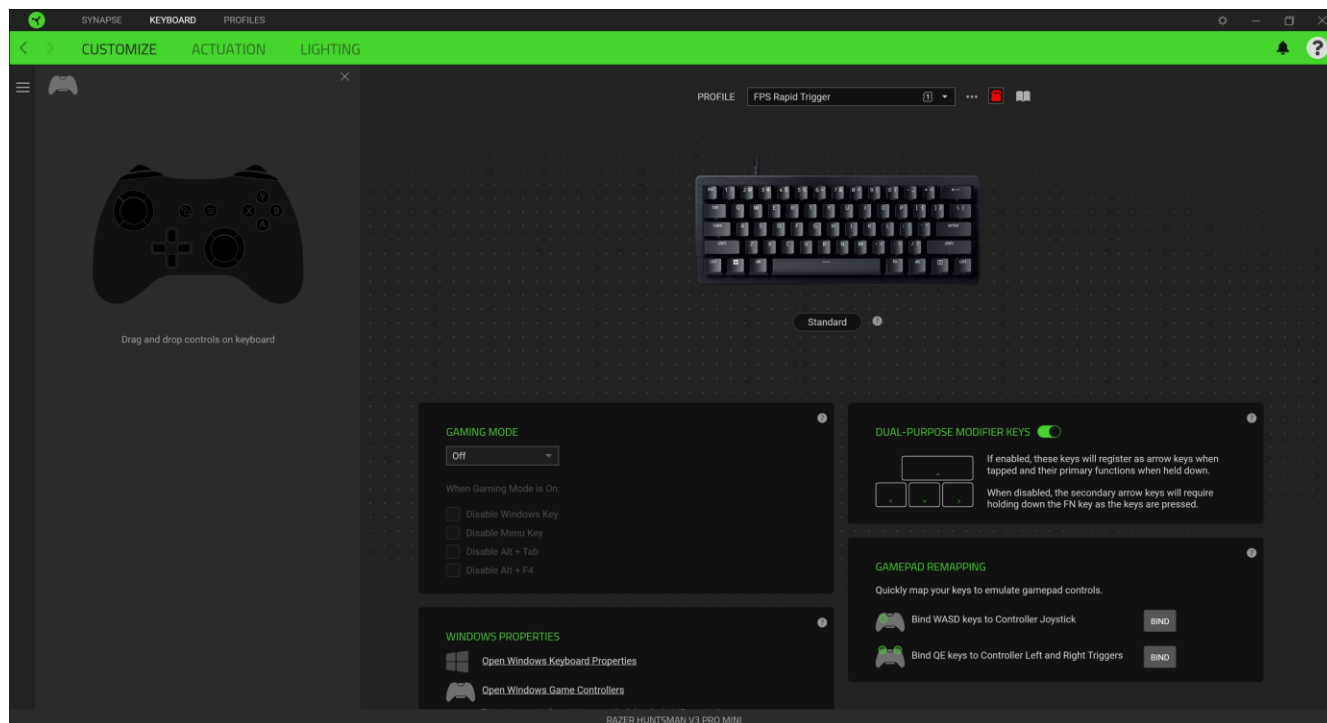 SYNAPSE KEYBOARD PROFILES
CUSTOMIZE ACTUATION LIGHTING
PROFILE FPS Rapid Trigger 1
Y
X B
A
Drag and drop controls on keyboard
Standard
GAMING MODE
Off
When Gaming Mode is On:
Disable Windows Key
Disable Menu Key
Disable Alt + Tab
Disable Alt + F4
WINDOWS PROPERTIES
Open Windows Keyboard Properties
Open Windows Game Controllers
DUAL-PURPOSE MODIFIER KEYS
If enabled, these keys will register as arrow keys when
tapped and their primary functions when held down.
When disabled, the secondary arrow keys will require
holding down the FN key as the keys are pressed.
GAMEPAD REMAPPING
Quickly map your keys to emulate gamepad controls.
Bind WASD keys to Controller Joystick BIND
Bind QE keys to Controller Left and Right Triggers BIND
RAZER HUNTSMAN V3 PRO MINI